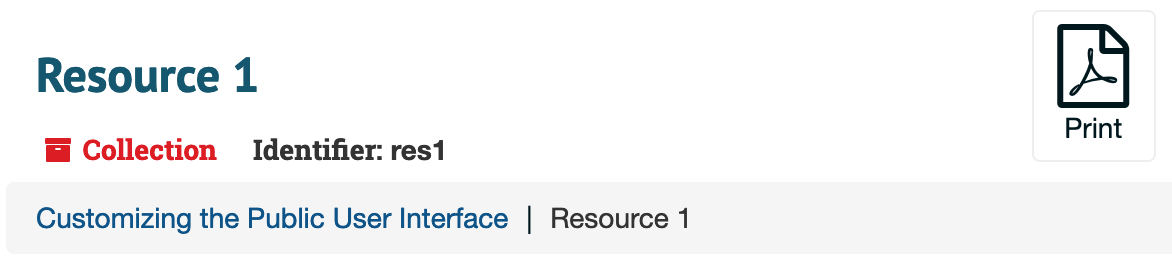 Resource 1
Print
Collection Identifier: res1
Customizing the Public User Interface | Resource 1